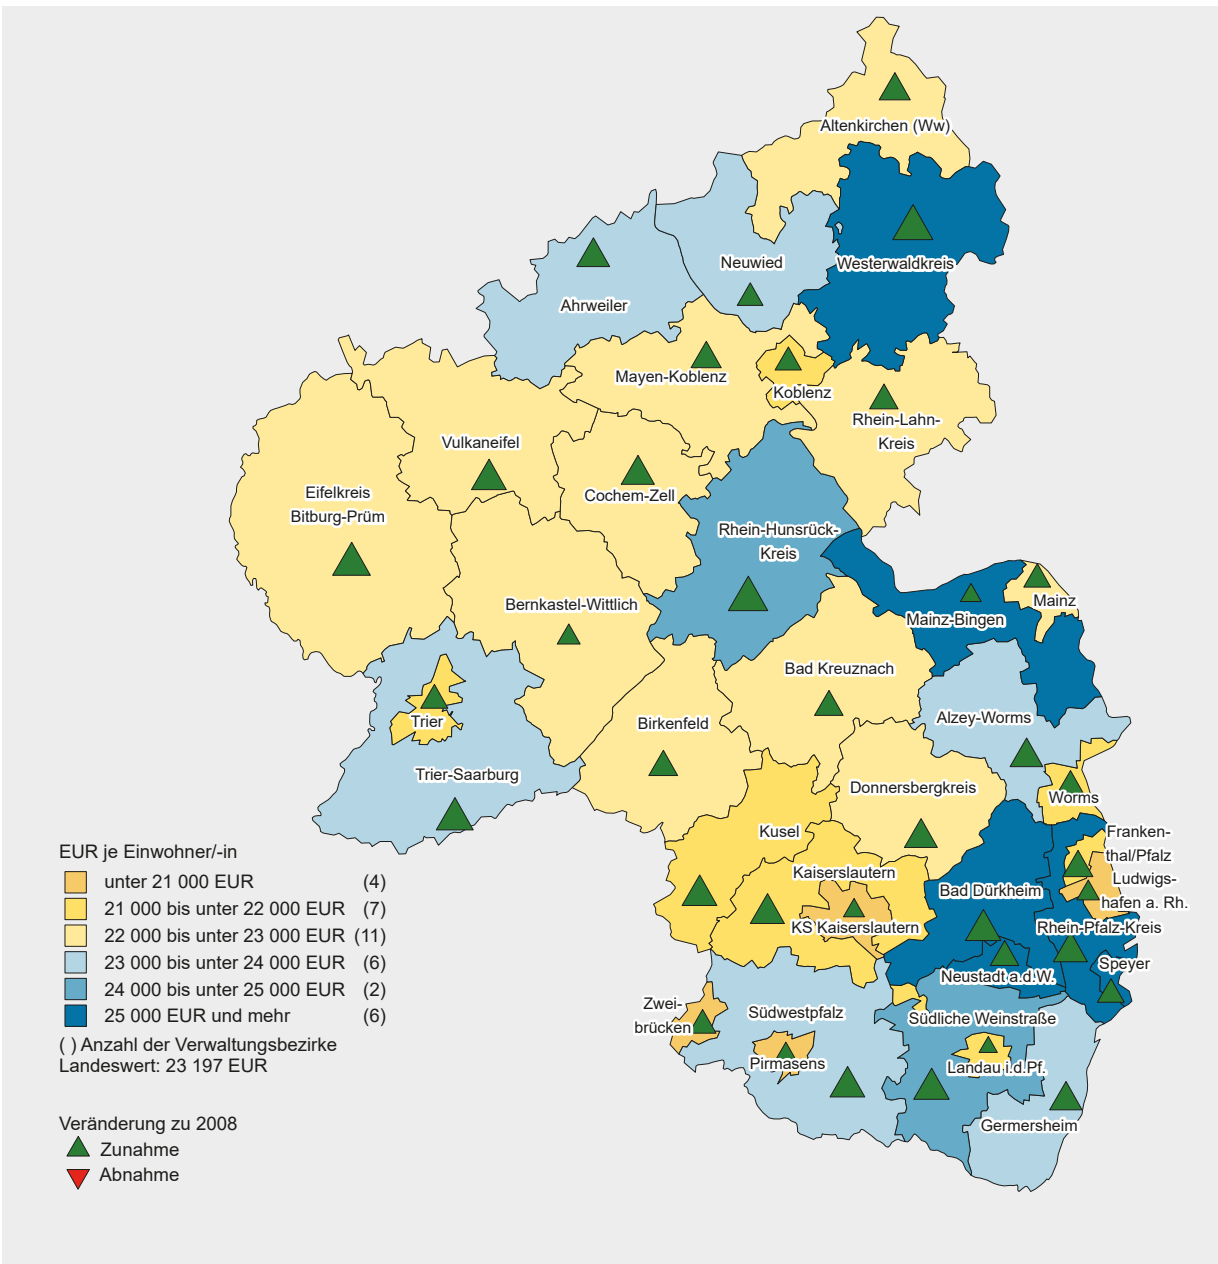 Altenkirchen (Ww)
Westerwaldkreis
Neuwied
Ahrweiler
Mayen-Koblenz
Koblenz
Rhein-Lahn-
Kreis
Vulkaneifel
Cochem-Zell
Eifelkreis
Bitburg-Prüm
Rhein-Hunsrück-
Kreis
Bernkastel-Wittlich
Mainz
Mainz-Bingen
Bad Kreuznach
Birkenfeld
Alzey-Worms
Trier
Trier-Saarburg
Donnersbergkreis
Worms
Kusel
Franken-
thal/Pfalz
Ludwigs-
hafen a. Rh.
Kaiserslautern
Bad Dürkheim
KS Kaiserslautern
Rhein-Pfalz-Kreis
Speyer
Neustadt a.d.W.
Zwei-
brücken
Südwestpfalz
Südliche Weinstraße
Pirmasens
Landau i.d.Pf.
Germersheim
EUR je Einwohner/-in
unter 21 000 EUR (4)
21 000 bis unter 22 000 EUR (7)
22 000 bis unter 23 000 EUR (11)
23 000 bis unter 24 000 EUR (6)
24 000 bis unter 25 000 EUR (2)
25 000 EUR und mehr (6)
( ) Anzahl der Verwaltungsbezirke
Landeswert: 23 197 EUR
Veränderung zu 2008
Zunahme
Abnahme